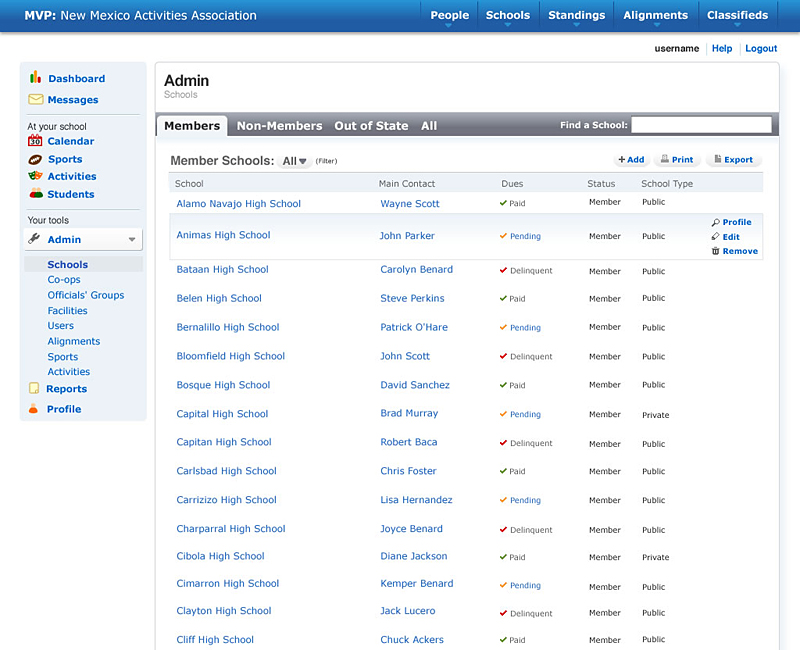 MVP: New Mexico Activities Association People Schools Standings Alignments Classifieds
username Help Logout
Dashboard
Messages
At your school
30 Calendar
Sports
Activities
Students
Your tools
Admin
Schools
Co-ops
Officials' Groups
Facilities
Users
Alignments
Sports
Activities
Reports
Profile
Admin
Schools
Members Non-Members Out of State All Find a School:
Member Schools: All (Filter) + Add Print Export
School Main Contact Dues Status School Type
Alamo Navajo High School Wayne Scott Paid Member Public
Animas High School John Parker Pending Member Public Profile
Edit
Remove
Bataan High School Carolyn Benard Delinquent Member Public
Belen High School Steve Perkins Paid Member Public
Bernalillo High School Patrick O'Hare Pending Member Public
Bloomfield High School John Scott Delinquent Member Public
Bosque High School David Sanchez Paid Member Public
Capital High School Brad Murray Pending Member Private
Capitan High School Robert Baca Delinquent Member Public
Carlsbad High School Chris Foster Paid Member Public
Carrizizo High School Lisa Hernandez Pending Member Public
Charparral High School Joyce Benard Delinquent Member Public
Cibola High School Diane Jackson Paid Member Private
Cimarron High School Kemper Benard Pending Member Public
Clayton High School Jack Lucero Delinquent Member Public
Cliff High School Chuck Ackers Paid Member Public